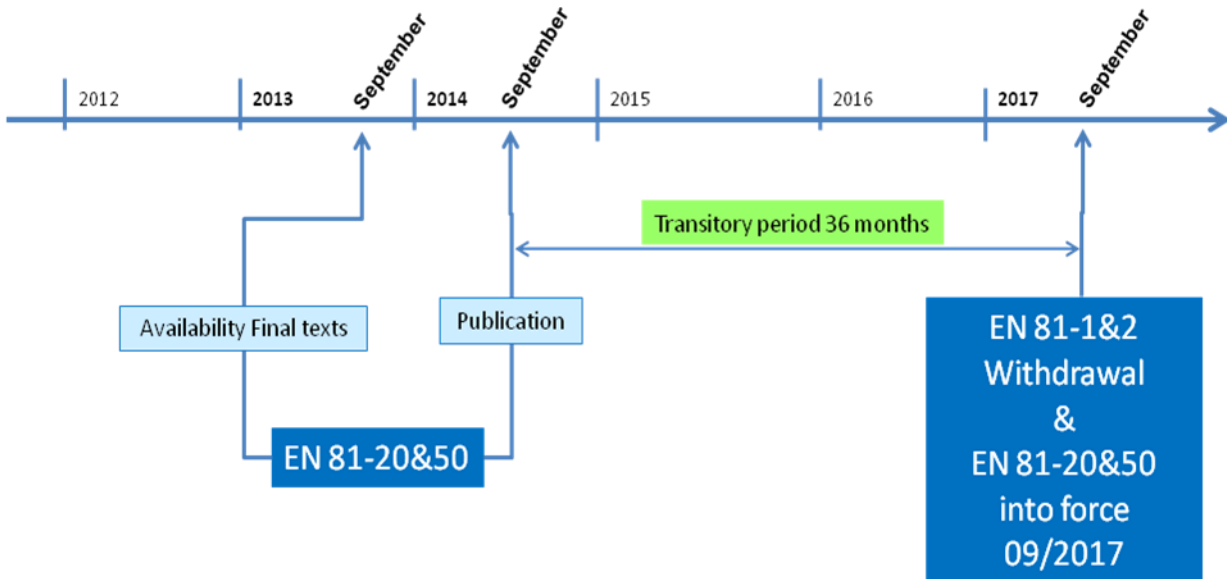 2012
2013
September
2014
September
2015
2016
2017
September
Transitory period 36 months
Availability Final texts
Publication
EN 81-20&50
EN 81-1&2
Withdrawal
&
EN 81-20&50
into force
09/2017